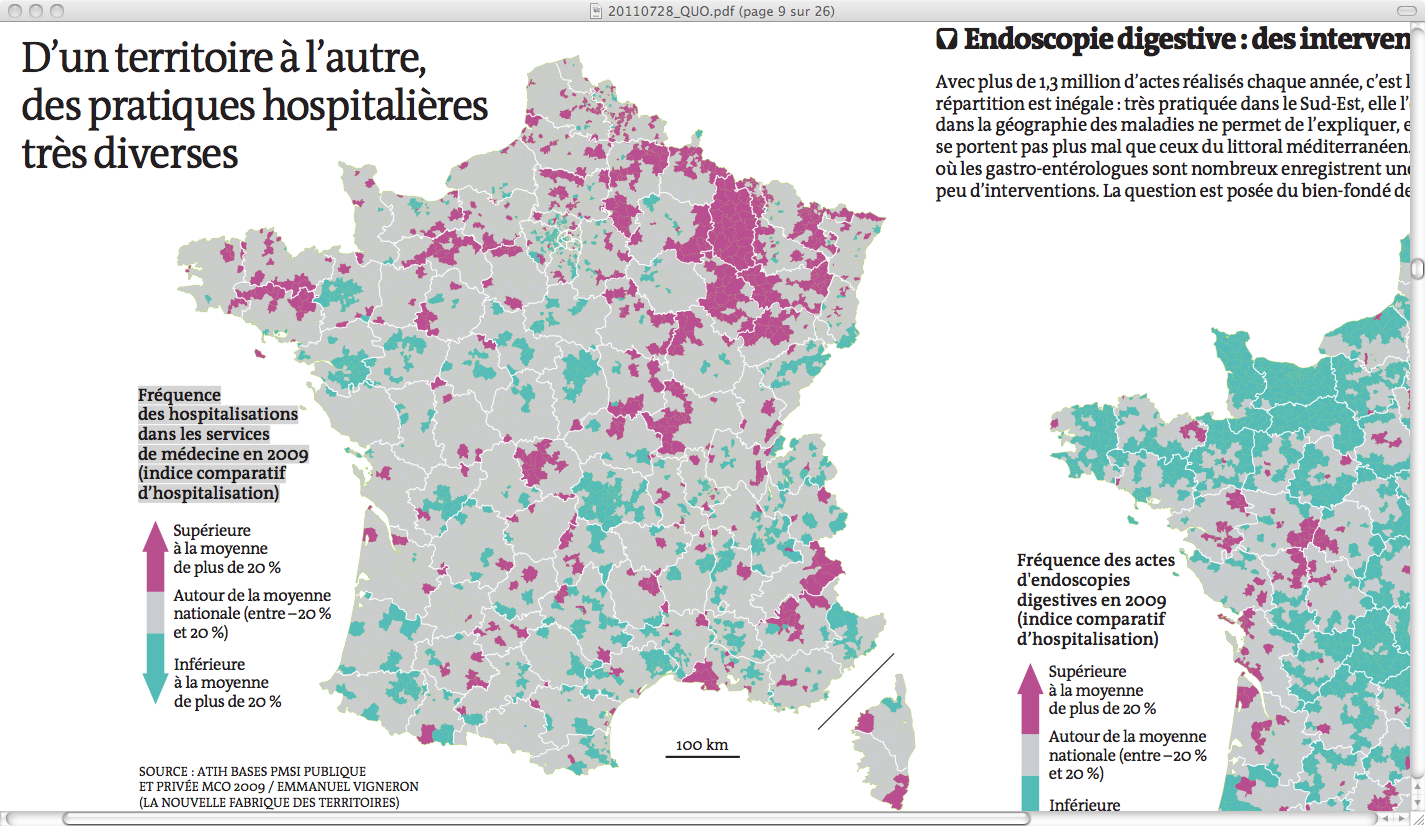 20110728_QUO.pdf (page 9 sur 26)
D’un territoire à l’autre,
des pratiques hospitalières
très diverses
Fréquence
des hospitalisations
dans les services
de médecine en 2009
(indice comparatif
d’hospitalisation)
Supérieure
à la moyenne
de plus de 20 %
Autour de la moyenne
nationale (entre –20 %
et 20 %)
Inférieure
à la moyenne
de plus de 20 %
100 km
SOURCE : ATIH BASES PMSI PUBLIQUE
ET PRIVÉE MCO 2009 / EMMANUEL VIGNERON
(LA NOUVELLE FABRIQUE DES TERRITOIRES)
Endoscopie digestive : des interven
Avec plus de 1,3 million d’actes réalisés chaque année, c’est
répartition est inégale : très pratiquée dans le Sud-Est, elle l’
dans la géographie des maladies ne permet de l’expliquer,
se portent pas plus mal que ceux du littoral méditerranéen.
où les gastro-entérologues sont nombreux enregistrent
peu d’interventions. La question est posée du bien-fondé
Fréquence des actes
d'endoscopies
digestives en 2009
(indice comparatif
d’hospitalisation)
Supérieure
à la moyenne
de plus de 20 %
Autour de la moyenne
nationale (entre –20 %
et 20 %)
Inférieure